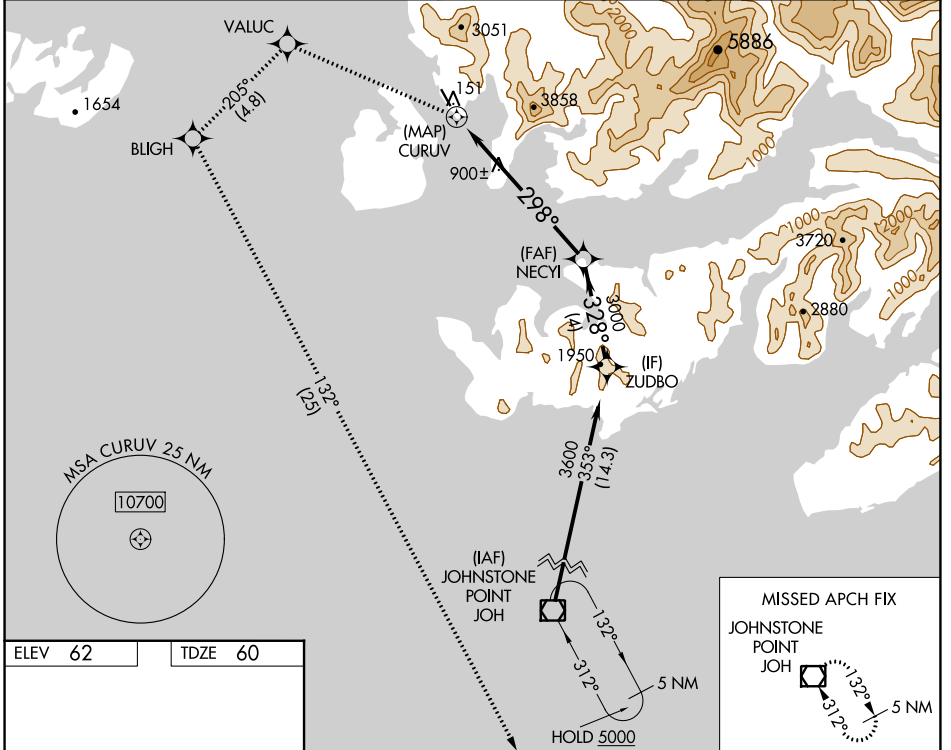 VALUC
3051
5886
151
3858
1654
205°
(4.8)
(MAP)
CURUV
BLIGH
900±
1000
2000
298°
(FAF)
NECYI
1000
2000
3720
1000
2880
3000
328°
(4)
1950
(IF)
ZUDBO
132°
(25)
3600
353°
(14.3)
MSA CURUV 25 NM
10700
(IAF)
JOHNSTONE
POINT
JOH
132°
312°
5 NM
HOLD 5000
ELEV 62
TDZE 60
MISSED APCH FIX
JOHNSTONE
POINT
JOH
132°
312°
5 NM